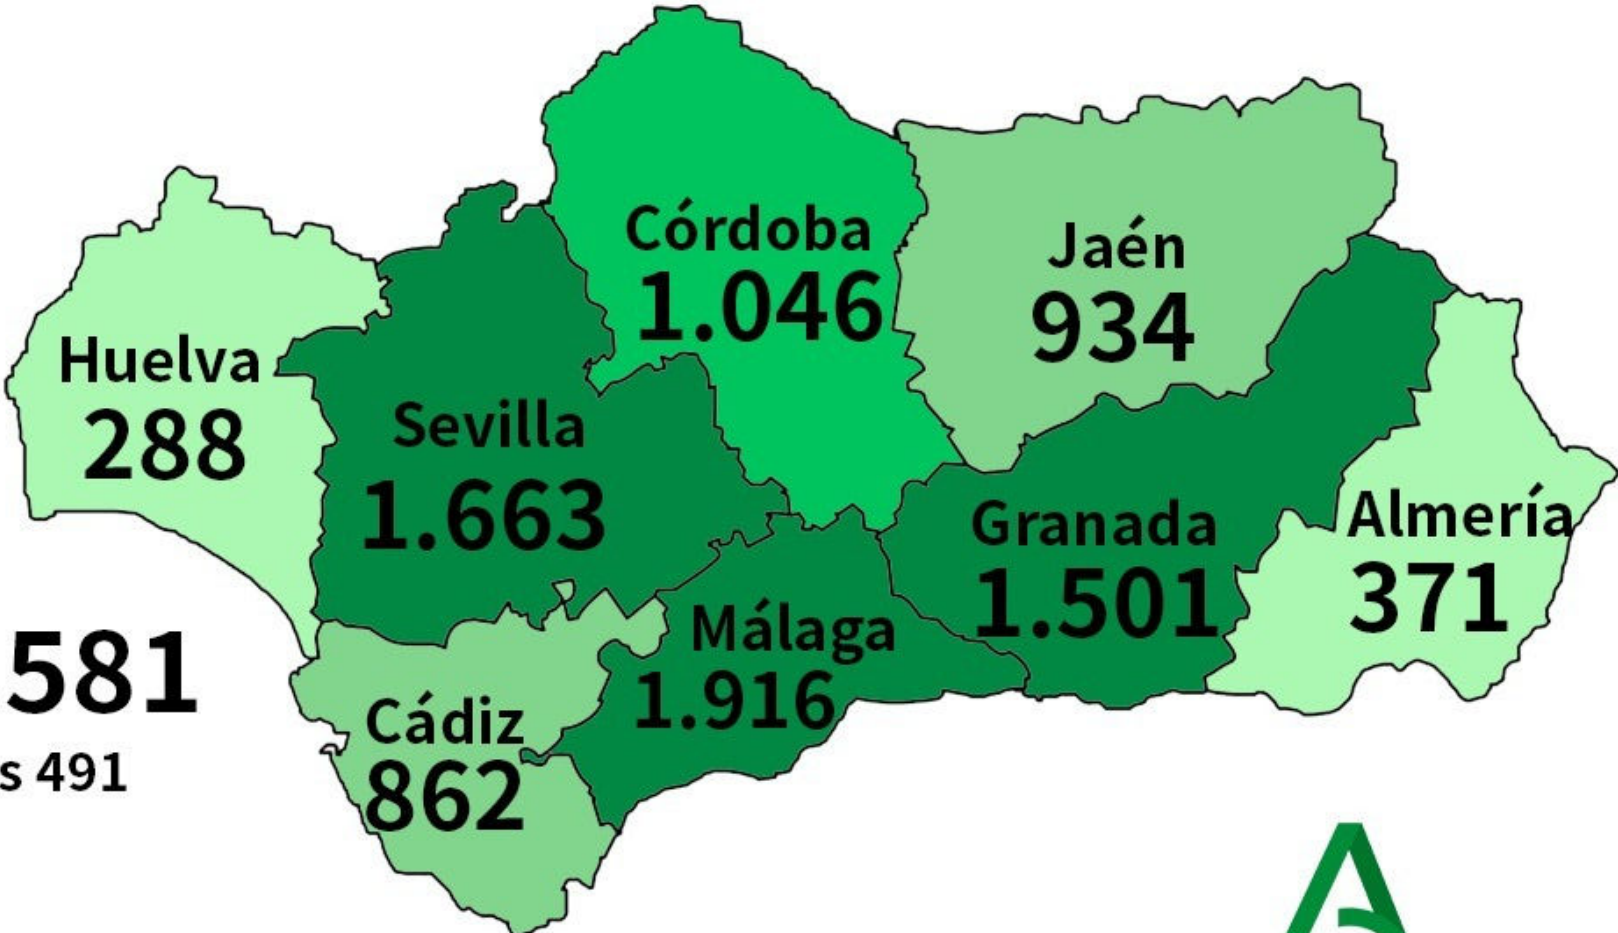 Córdoba
1.046
Jaén
934
Huelva
288
Sevilla
1.663
Granada
1.501
Almería
371
Málaga
1.916
581
s 491
Cádiz
862